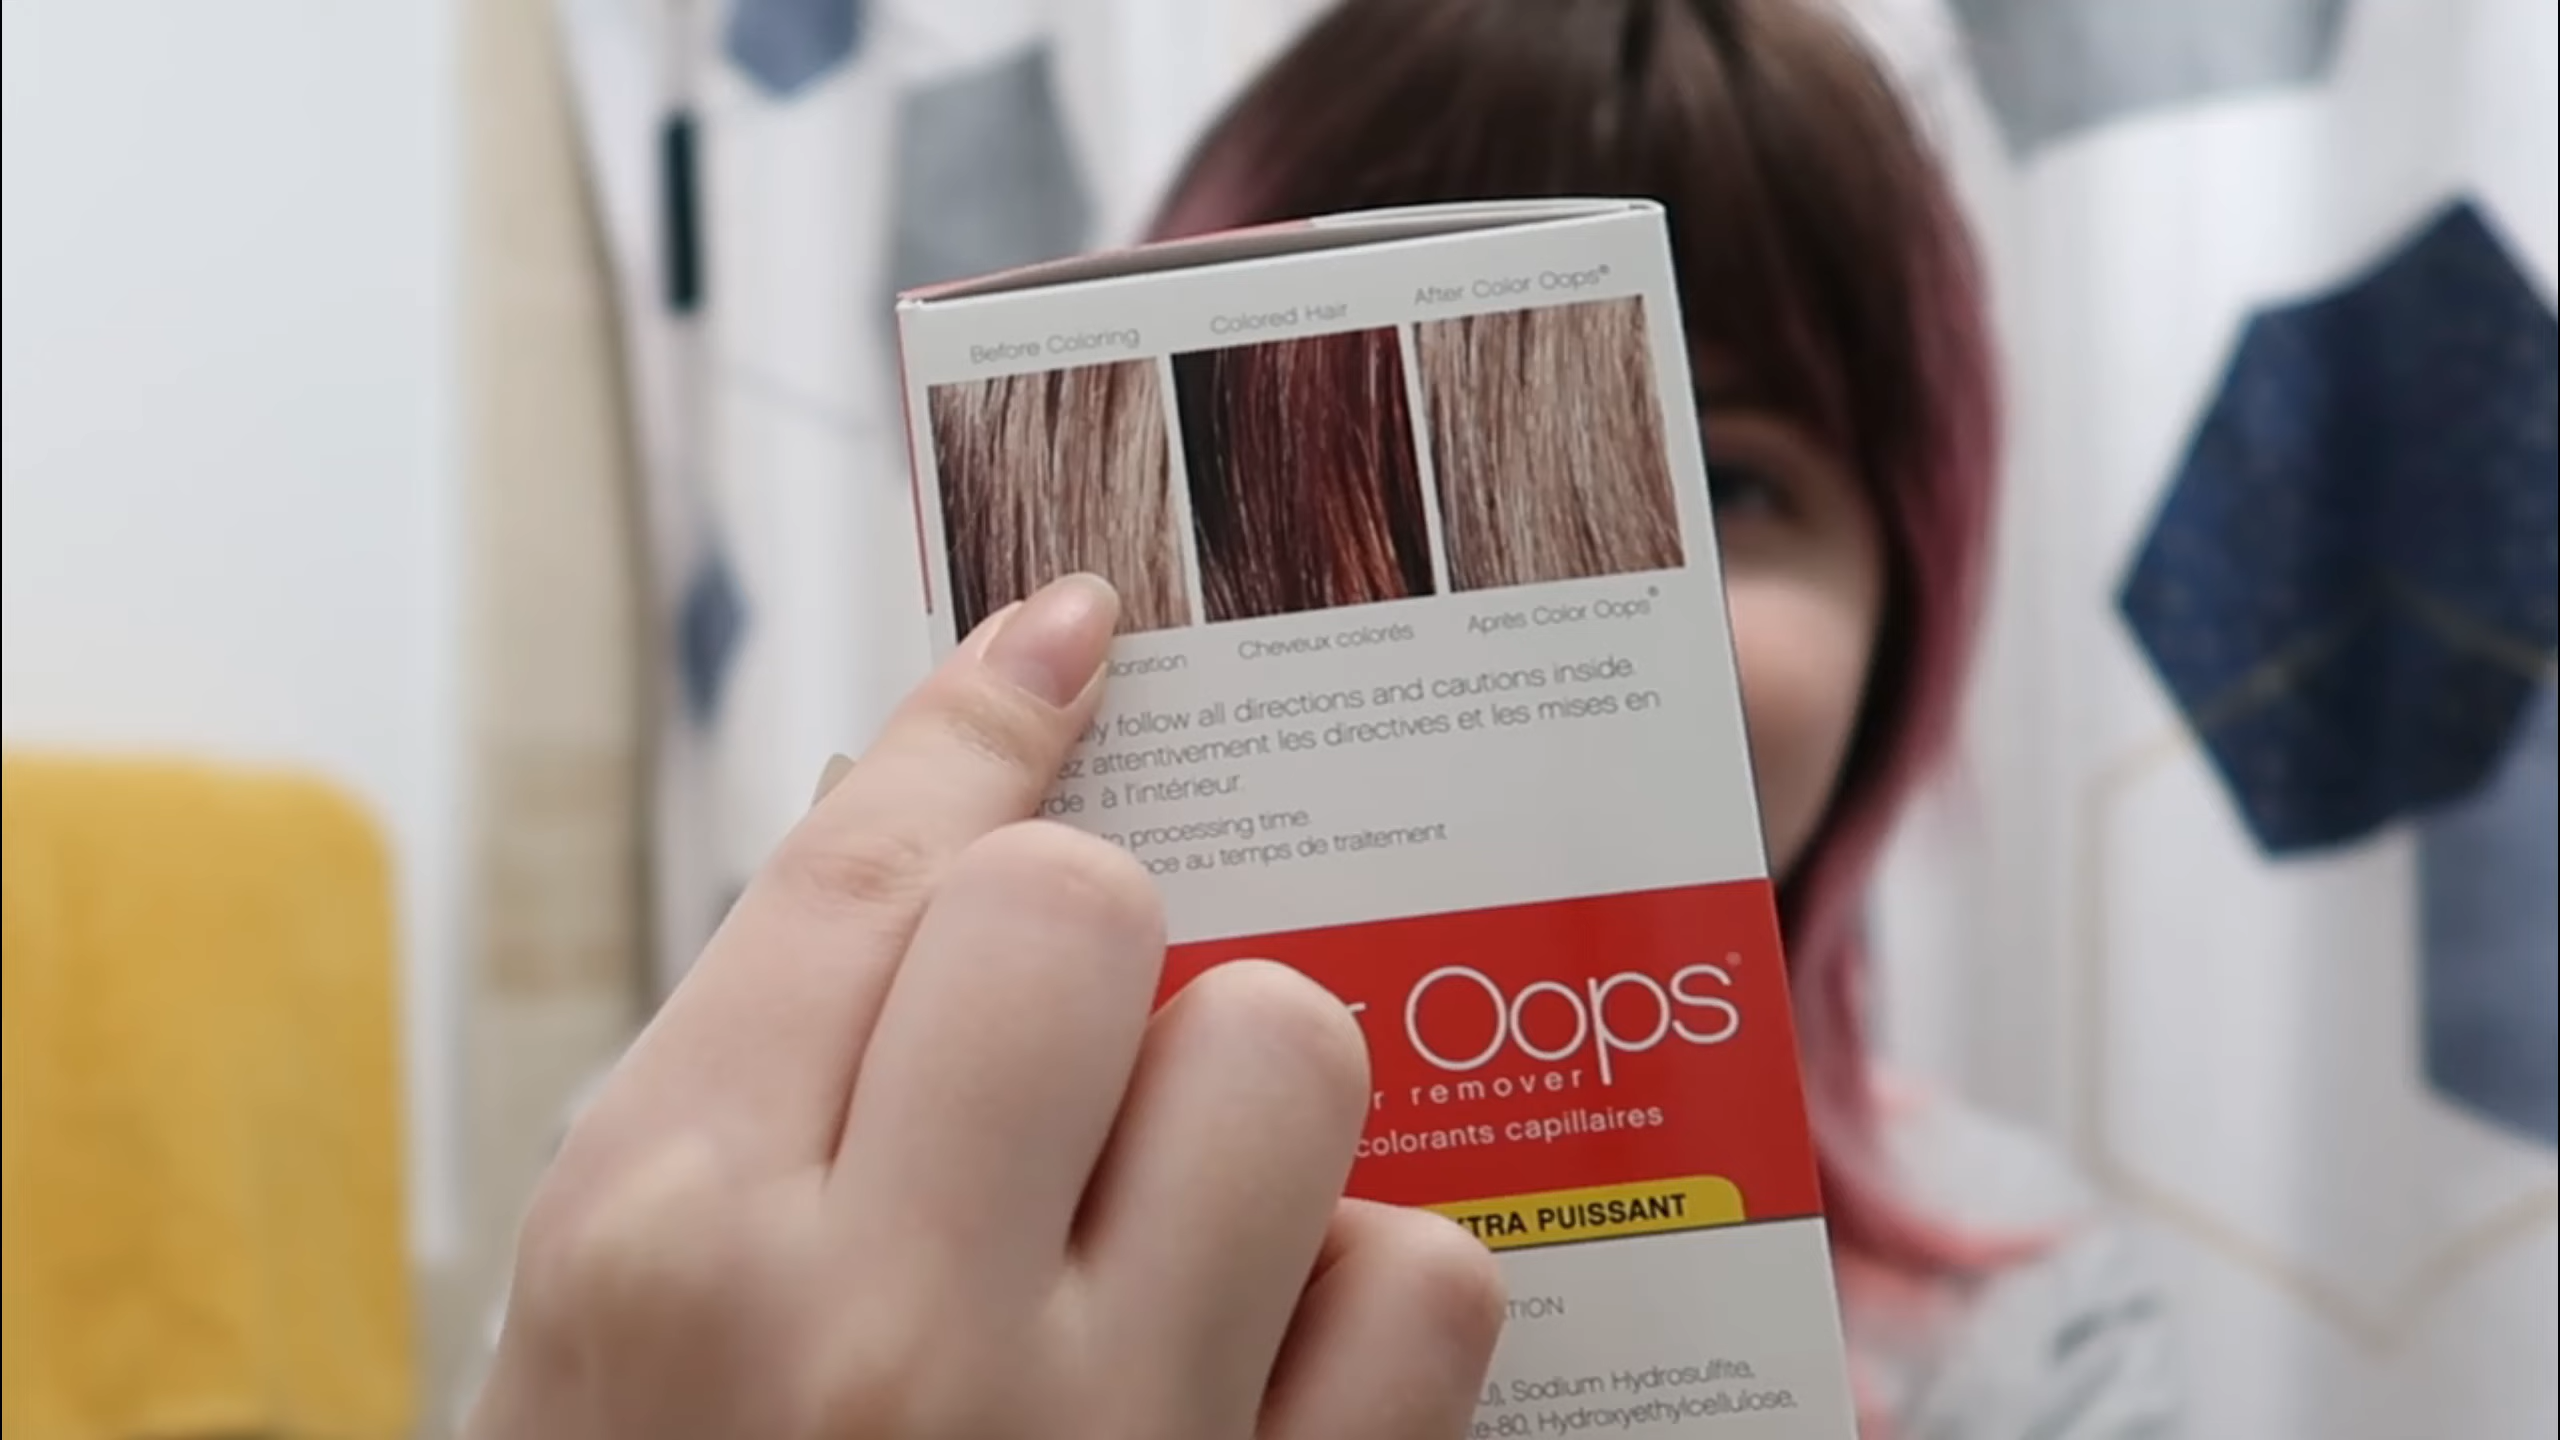 Before Coloring
Colored Hair
After Color Oops®
Cheveux colorés
Après Color Oops®
follow all directions and cautions inside.
attentivement les directives et les mises en
à l'intérieur.
processing time.
au temps de traitement
Oops®
remover
colorants capillaires
PUISSANT
Sodium Hydrosulfite,
Hydroxyethylcellulose,